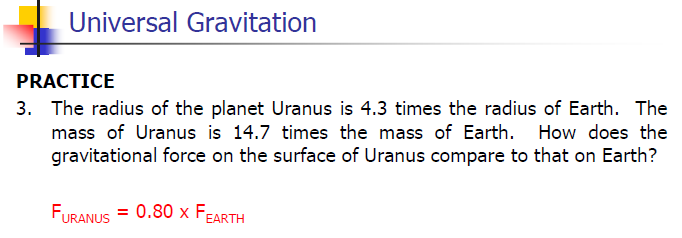 Universal Gravitation
PRACTICE
3. The radius of the planet Uranus is 4.3 times the radius of Earth. The
mass of Uranus is 14.7 times the mass of Earth. How does the
gravitational force on the surface of Uranus compare to that on Earth?
FURANUS = 0.80 x FEARTH